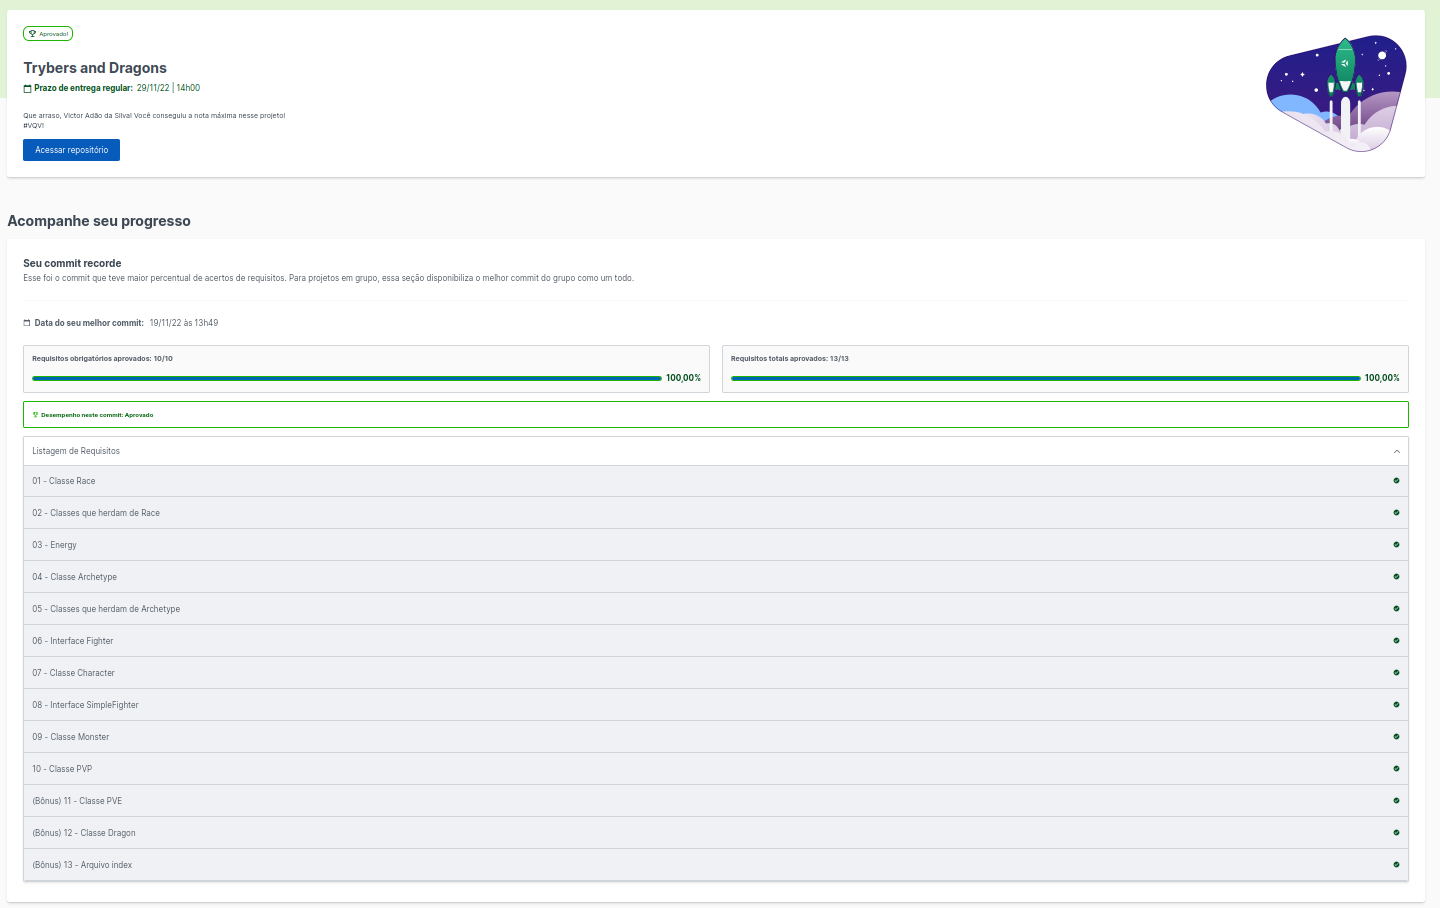 Aprovado!
Trybers and Dragons
Prazo de entrega regular: 29/11/22 | 14h00
Que arraso, Victor Adão da Silva! Você conseguiu a nota máxima nesse projeto!
#VQV!
Acessar repositório
Acompanhe seu progresso
Seu commit recorde
Esse foi o commit que teve maior percentual de acertos de requisitos. Para projetos em grupo, essa seção disponibiliza o melhor commit do grupo como um todo.
Data do seu melhor commit: 19/11/22 às 13h49
Requisitos obrigatórios aprovados: 10/10
100,00%
Requisitos totais aprovados: 13/13
100,00%
Desempenho neste commit: Aprovado
Listagem de Requisitos
01 - Classe Race
02 - Classes que herdam de Race
03 - Energy
04 - Classe Archetype
05 - Classes que herdam de Archetype
06 - Interface Fighter
07 - Classe Character
08 - Interface SimpleFighter
09 - Classe Monster
10 - Classe PVP
(Bônus) 11 - Classe PVE
(Bônus) 12 - Classe Dragon
(Bônus) 13 - Arquivo index